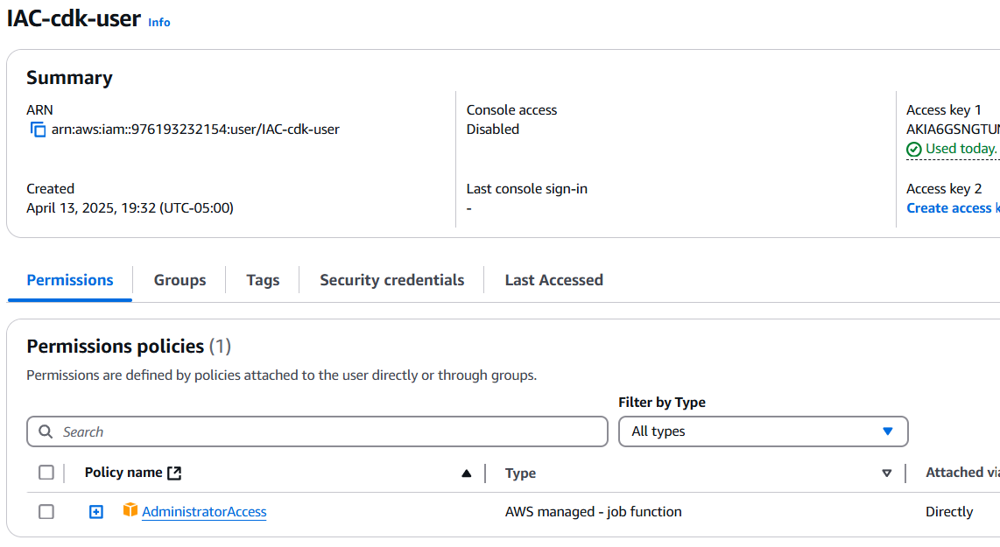 IAC-cdk-user Info
Summary
ARN
arn:aws:iam::976193232154:user/IAC-cdk-user
Created
April 13, 2025, 19:32 (UTC-05:00)
Console access
Disabled
Last console sign-in
-
Access key 1
AKIA6GSNGTU
Used today.
Access key 2
Create access k
Permissions
Groups
Tags
Security credentials
Last Accessed
Permissions policies (1)
Permissions are defined by policies attached to the user directly or through groups.
Filter by Type
Search
All types
Policy name
Type
Attached via
AdministratorAccess
AWS managed - job function
Directly